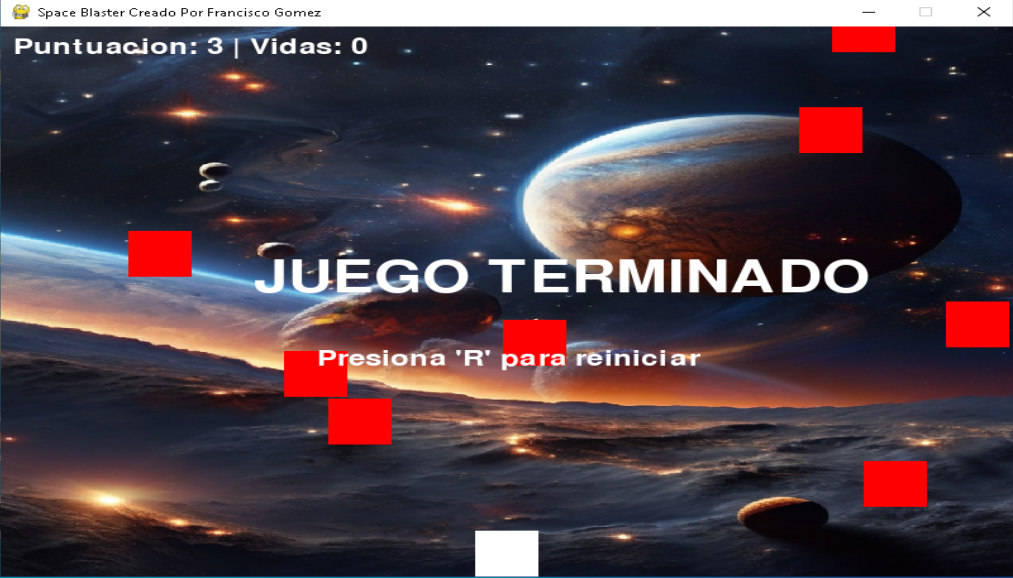 Space Blaster Creado Por Francisco Gomez
Puntuacion: 3 | Vidas: 0
JUEGO TERMINADO
Presiona 'R' para reiniciar